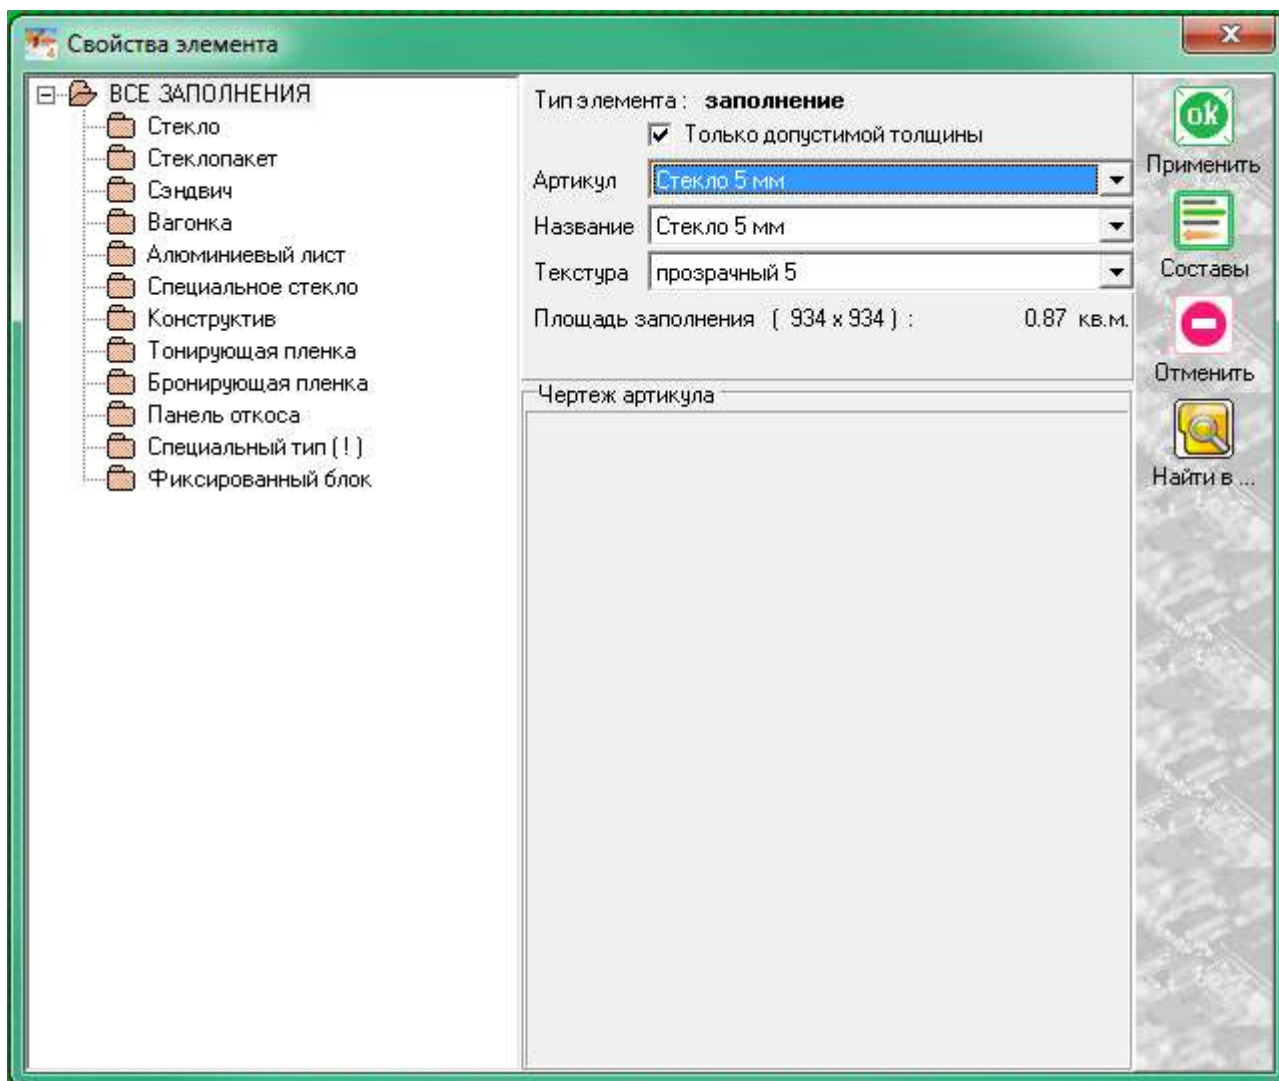 Свойства элемента
ВСЕ ЗАПОЛНЕНИЯ
Стекло
Стеклопакет
Сэндвич
Вагонка
Алюминиевый лист
Специальное стекло
Конструктив
Тонирующая пленка
Бронирующая пленка
Панель откоса
Специальный тип ( ! )
Фиксированный блок
Тип элемента : заполнение
Только допустимой толщины
Артикул Стекло 5 мм
Название Стекло 5 мм
Текстура прозрачный 5
Площадь заполнения ( 934 x 934 ) : 0.87 кв.м.
Чертеж артикула
ok
Применить
Составы
Отменить
Найти в ...